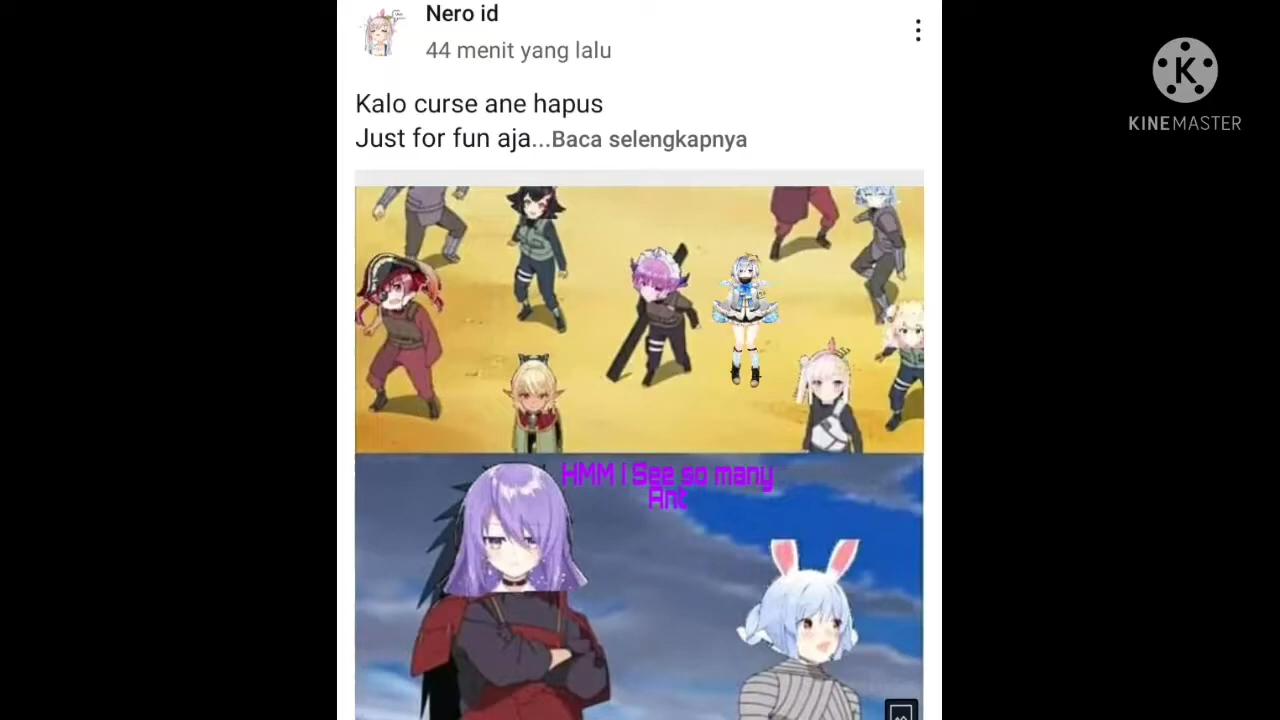 Nero id
44 menit yang lalu
Kalo curse ane hapus
Just for fun aja...Baca selengkapnya
HMM I See so many
Ant
K
KINEMASTER